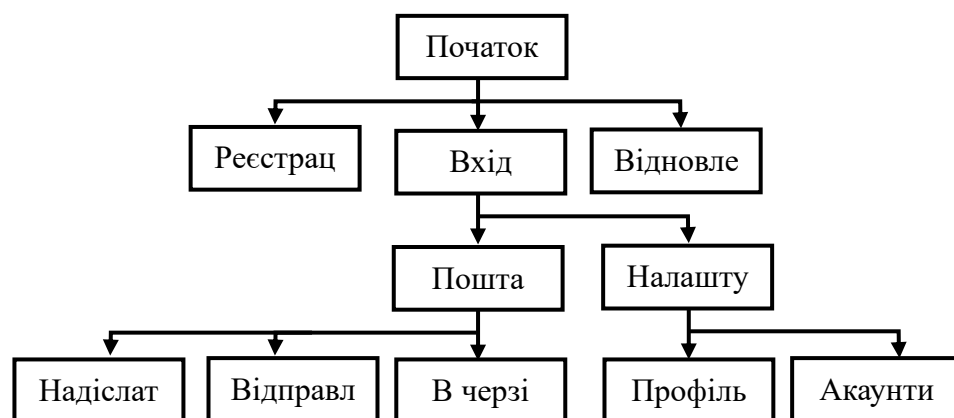 Початок
Реєстрац
Вхід
Відновле
Пошта
Налашту
Надіслат
Відправл
В черзі
Профіль
Акаунти